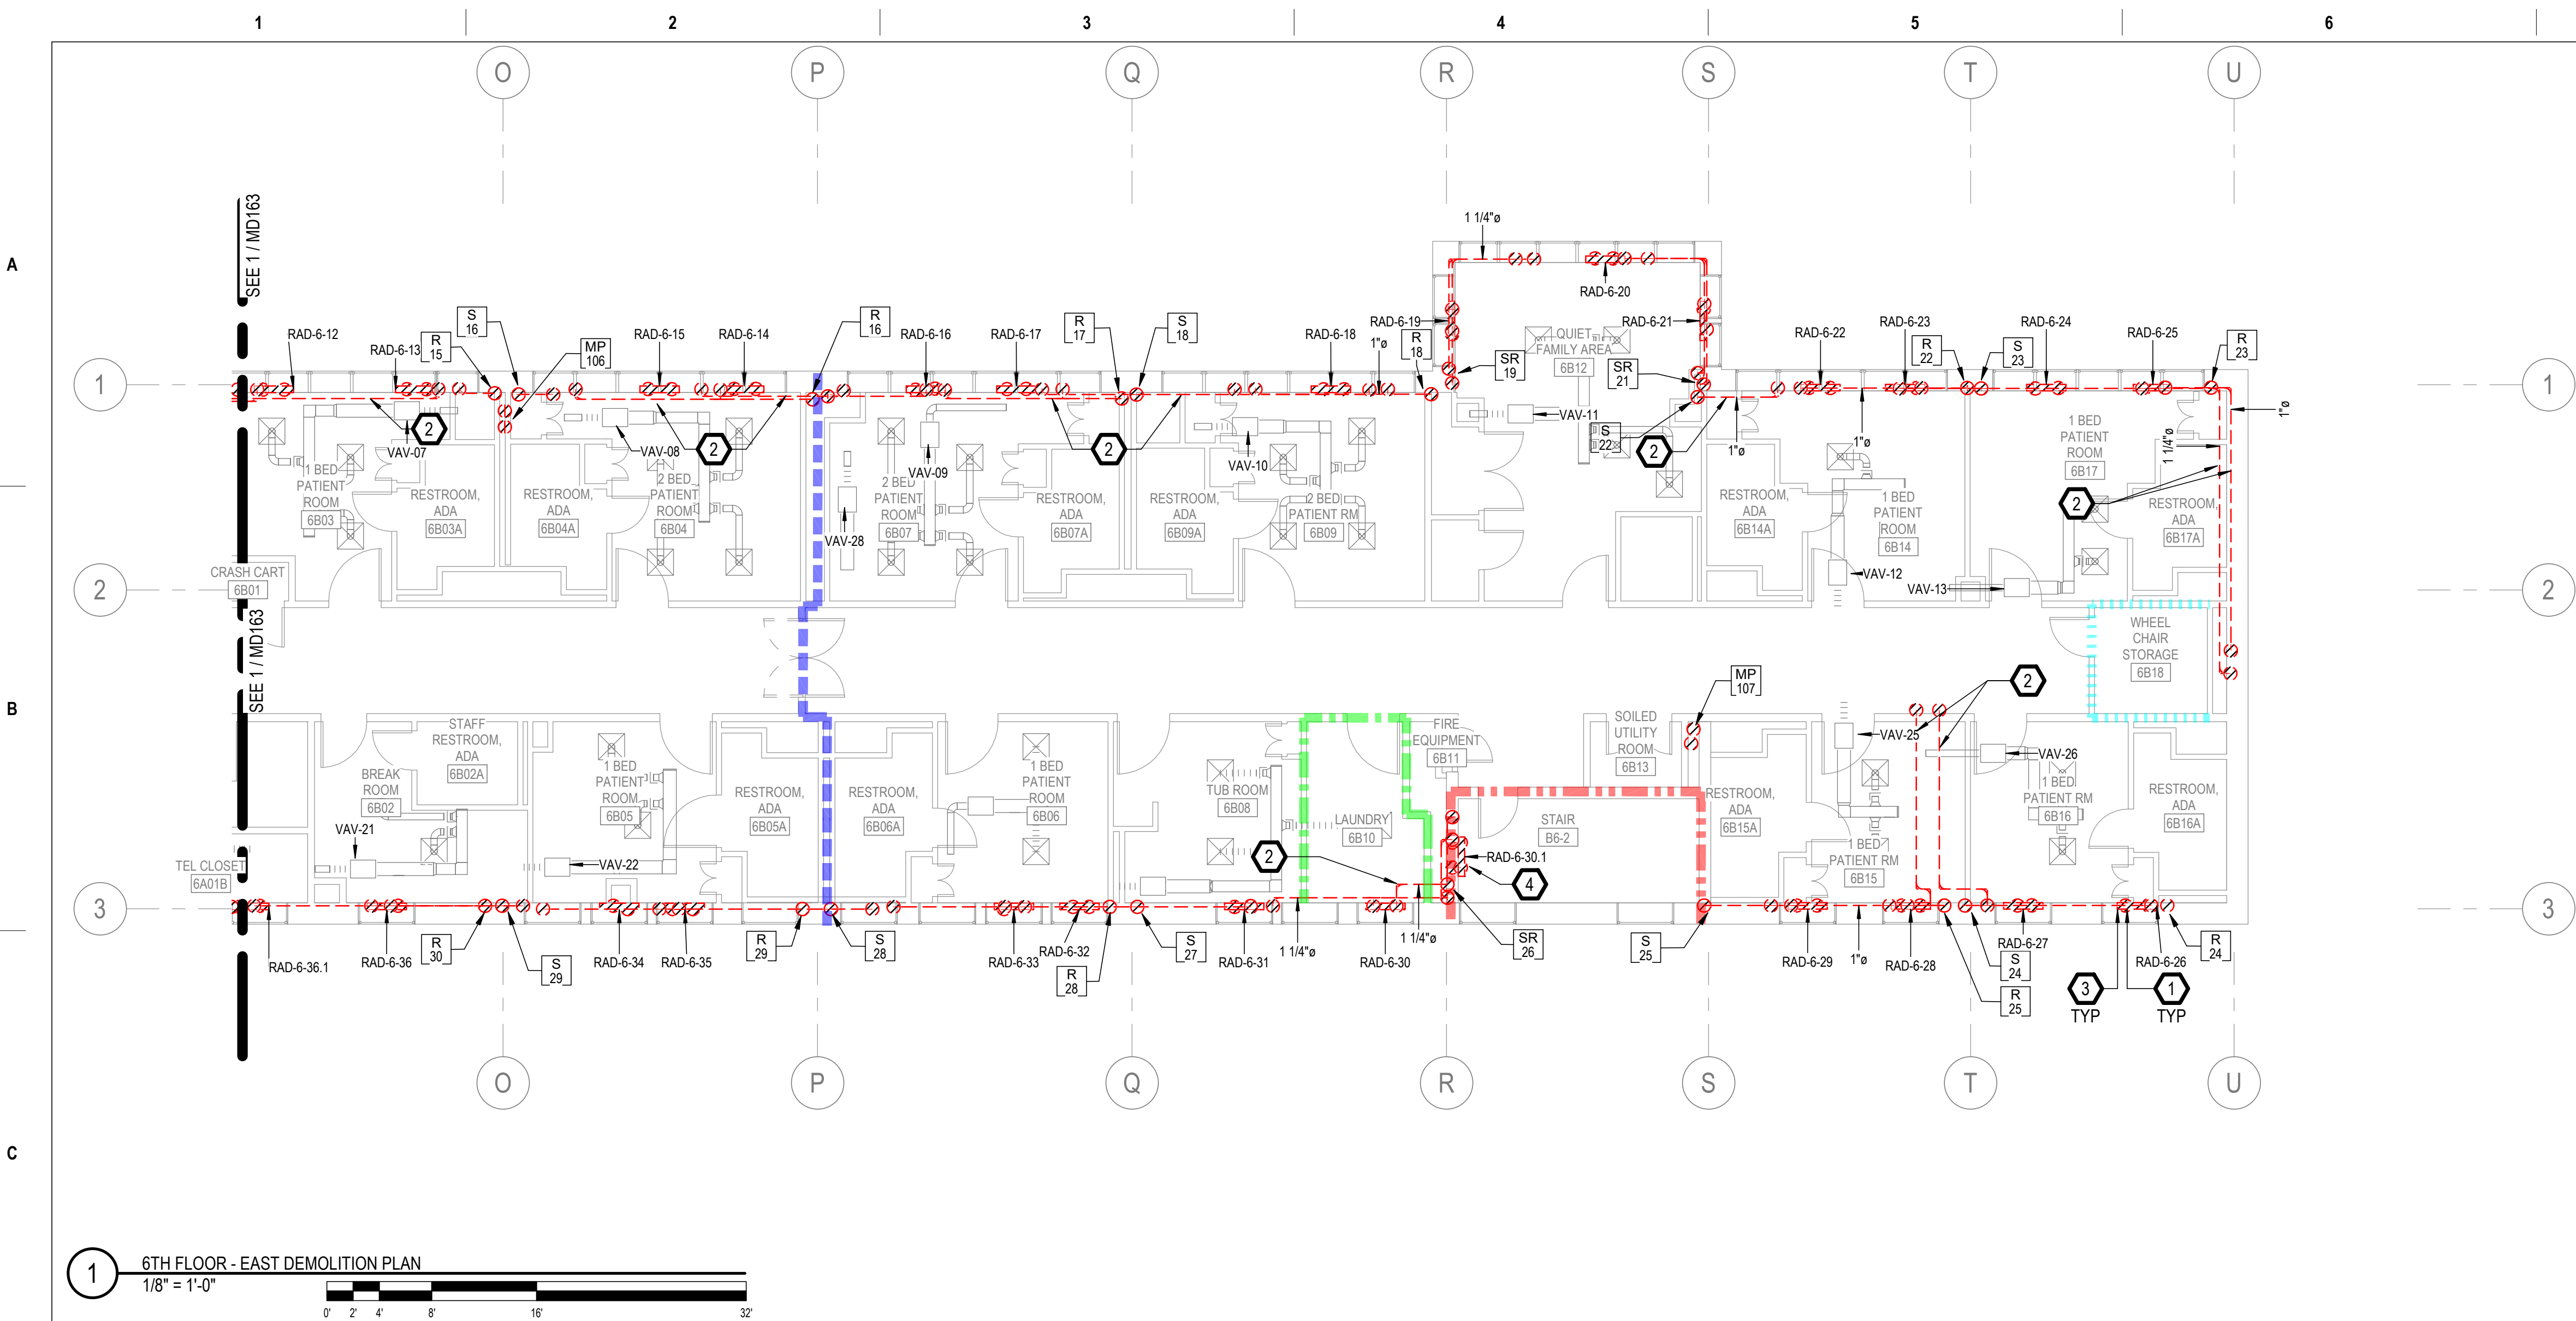 1 2 3 4 5 6
O P Q R S T U
A
B
C
SEE 1 / MD163
1 1/4"ø
RAD-6-20
RAD-6-12
RAD-6-13
R
15
S
16
MP
106
RAD-6-15
RAD-6-14
R
16
RAD-6-16
RAD-6-17
R
17
S
18
RAD-6-18
1"ø
RAD-6-19
R
18
SR
19
QUIET
FAMILY AREA
6B12
RAD-6-21
SR
21
RAD-6-22
RAD-6-23
R
22
S
23
RAD-6-24
RAD-6-25
R
23
1
1
2
VAV-07
VAV-08
2
VAV-09
2
VAV-10
VAV-11
S
22
2
1"ø
1"ø
1 1/4"ø
1"ø
1 BED
PATIENT
ROOM
6B03
RESTROOM,
ADA
6B03A
RESTROOM,
ADA
6B04A
2 BED
PATIENT
ROOM
6B04
VAV-28
2 BED
PATIENT
ROOM
6B07
RESTROOM,
ADA
6B07A
RESTROOM,
ADA
6B09A
2 BED
PATIENT RM
6B09
RESTROOM,
ADA
6B14A
1 BED
PATIENT
ROOM
6B14
1 BED
PATIENT
ROOM
6B17
2
RESTROOM,
ADA
6B17A
VAV-12
VAV-13
CRASH CART
6B01
2
2
SEE 1 / MD163
WHEEL
CHAIR
STORAGE
6B18
MP
107
2
STAFF
RESTROOM,
ADA
6B02A
BREAK
ROOM
6B02
1 BED
PATIENT
ROOM
6B05
RESTROOM,
ADA
6B05A
RESTROOM,
ADA
6B06A
1 BED
PATIENT
ROOM
6B06
TUB ROOM
6B08
LAUNDRY
6B10
FIRE
EQUIPMENT
6B11
SOILED
UTILITY
ROOM
6B13
STAIR
B6-2
RESTROOM,
ADA
6B15A
VAV-25
VAV-26
1 BED
PATIENT RM
6B15
1 BED
PATIENT RM
6B16
RESTROOM,
ADA
6B16A
VAV-21
VAV-22
TEL CLOSET
6A01B
2
RAD-6-30.1
4
3
3
RAD-6-36.1
RAD-6-36
R
30
S
29
RAD-6-34
RAD-6-35
R
29
S
28
RAD-6-33
RAD-6-32
R
28
S
27
RAD-6-31
1 1/4"ø
RAD-6-30
1 1/4"ø
SR
26
S
25
RAD-6-29
1"ø
RAD-6-28
RAD-6-27
S
24
R
25
3
TYP
1
TYP
RAD-6-26
R
24
O P Q R S T U
1
6TH FLOOR - EAST DEMOLITION PLAN
1/8" = 1'-0"
0' 2' 4' 8' 16' 32'